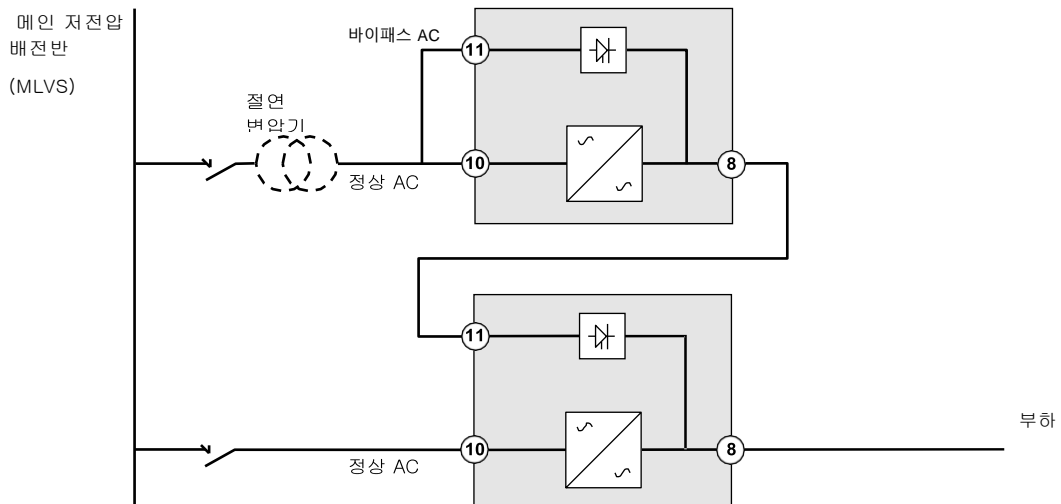 메인 저전압
배전반
(MLVS)
바이패스 AC
11
절연
변압기
10
정상 AC
8
11
부하
10
정상 AC
8